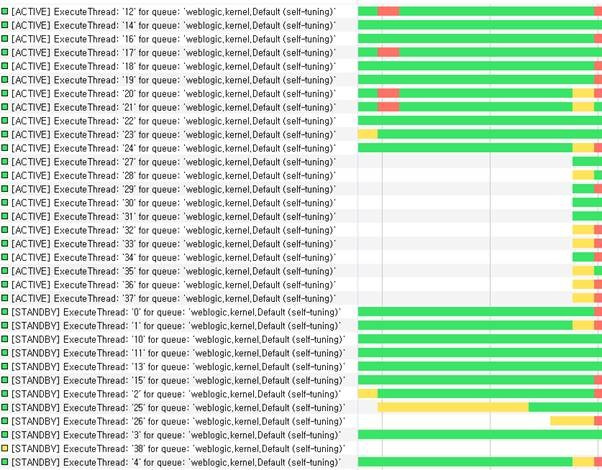 [ACTIVE] ExecuteThread: '12' for queue: 'weblogic.kernel.Default (self-tuning)'
[ACTIVE] ExecuteThread: '14' for queue: 'weblogic.kernel.Default (self-tuning)'
[ACTIVE] ExecuteThread: '16' for queue: 'weblogic.kernel.Default (self-tuning)'
[ACTIVE] ExecuteThread: '17' for queue: 'weblogic.kernel.Default (self-tuning)'
[ACTIVE] ExecuteThread: '18' for queue: 'weblogic.kernel.Default (self-tuning)'
[ACTIVE] ExecuteThread: '19' for queue: 'weblogic.kernel.Default (self-tuning)'
[ACTIVE] ExecuteThread: '20' for queue: 'weblogic.kernel.Default (self-tuning)'
[ACTIVE] ExecuteThread: '21' for queue: 'weblogic.kernel.Default (self-tuning)'
[ACTIVE] ExecuteThread: '22' for queue: 'weblogic.kernel.Default (self-tuning)'
[ACTIVE] ExecuteThread: '23' for queue: 'weblogic.kernel.Default (self-tuning)'
[ACTIVE] ExecuteThread: '24' for queue: 'weblogic.kernel.Default (self-tuning)'
[ACTIVE] ExecuteThread: '27' for queue: 'weblogic.kernel.Default (self-tuning)'
[ACTIVE] ExecuteThread: '28' for queue: 'weblogic.kernel.Default (self-tuning)'
[ACTIVE] ExecuteThread: '29' for queue: 'weblogic.kernel.Default (self-tuning)'
[ACTIVE] ExecuteThread: '30' for queue: 'weblogic.kernel.Default (self-tuning)'
[ACTIVE] ExecuteThread: '31' for queue: 'weblogic.kernel.Default (self-tuning)'
[ACTIVE] ExecuteThread: '32' for queue: 'weblogic.kernel.Default (self-tuning)'
[ACTIVE] ExecuteThread: '33' for queue: 'weblogic.kernel.Default (self-tuning)'
[ACTIVE] ExecuteThread: '34' for queue: 'weblogic.kernel.Default (self-tuning)'
[ACTIVE] ExecuteThread: '35' for queue: 'weblogic.kernel.Default (self-tuning)'
[ACTIVE] ExecuteThread: '36' for queue: 'weblogic.kernel.Default (self-tuning)'
[ACTIVE] ExecuteThread: '37' for queue: 'weblogic.kernel.Default (self-tuning)'
[STANDBY] ExecuteThread: '0' for queue: 'weblogic.kernel.Default (self-tuning)'
[STANDBY] ExecuteThread: '1' for queue: 'weblogic.kernel.Default (self-tuning)'
[STANDBY] ExecuteThread: '10' for queue: 'weblogic.kernel.Default (self-tuning)'
[STANDBY] ExecuteThread: '11' for queue: 'weblogic.kernel.Default (self-tuning)'
[STANDBY] ExecuteThread: '13' for queue: 'weblogic.kernel.Default (self-tuning)'
[STANDBY] ExecuteThread: '15' for queue: 'weblogic.kernel.Default (self-tuning)'
[STANDBY] ExecuteThread: '2' for queue: 'weblogic.kernel.Default (self-tuning)'
[STANDBY] ExecuteThread: '25' for queue: 'weblogic.kernel.Default (self-tuning)'
[STANDBY] ExecuteThread: '26' for queue: 'weblogic.kernel.Default (self-tuning)'
[STANDBY] ExecuteThread: '3' for queue: 'weblogic.kernel.Default (self-tuning)'
[STANDBY] ExecuteThread: '38' for queue: 'weblogic.kernel.Default (self-tuning)'
[STANDBY] ExecuteThread: '4' for queue: 'weblogic.kernel.Default (self-tuning)'